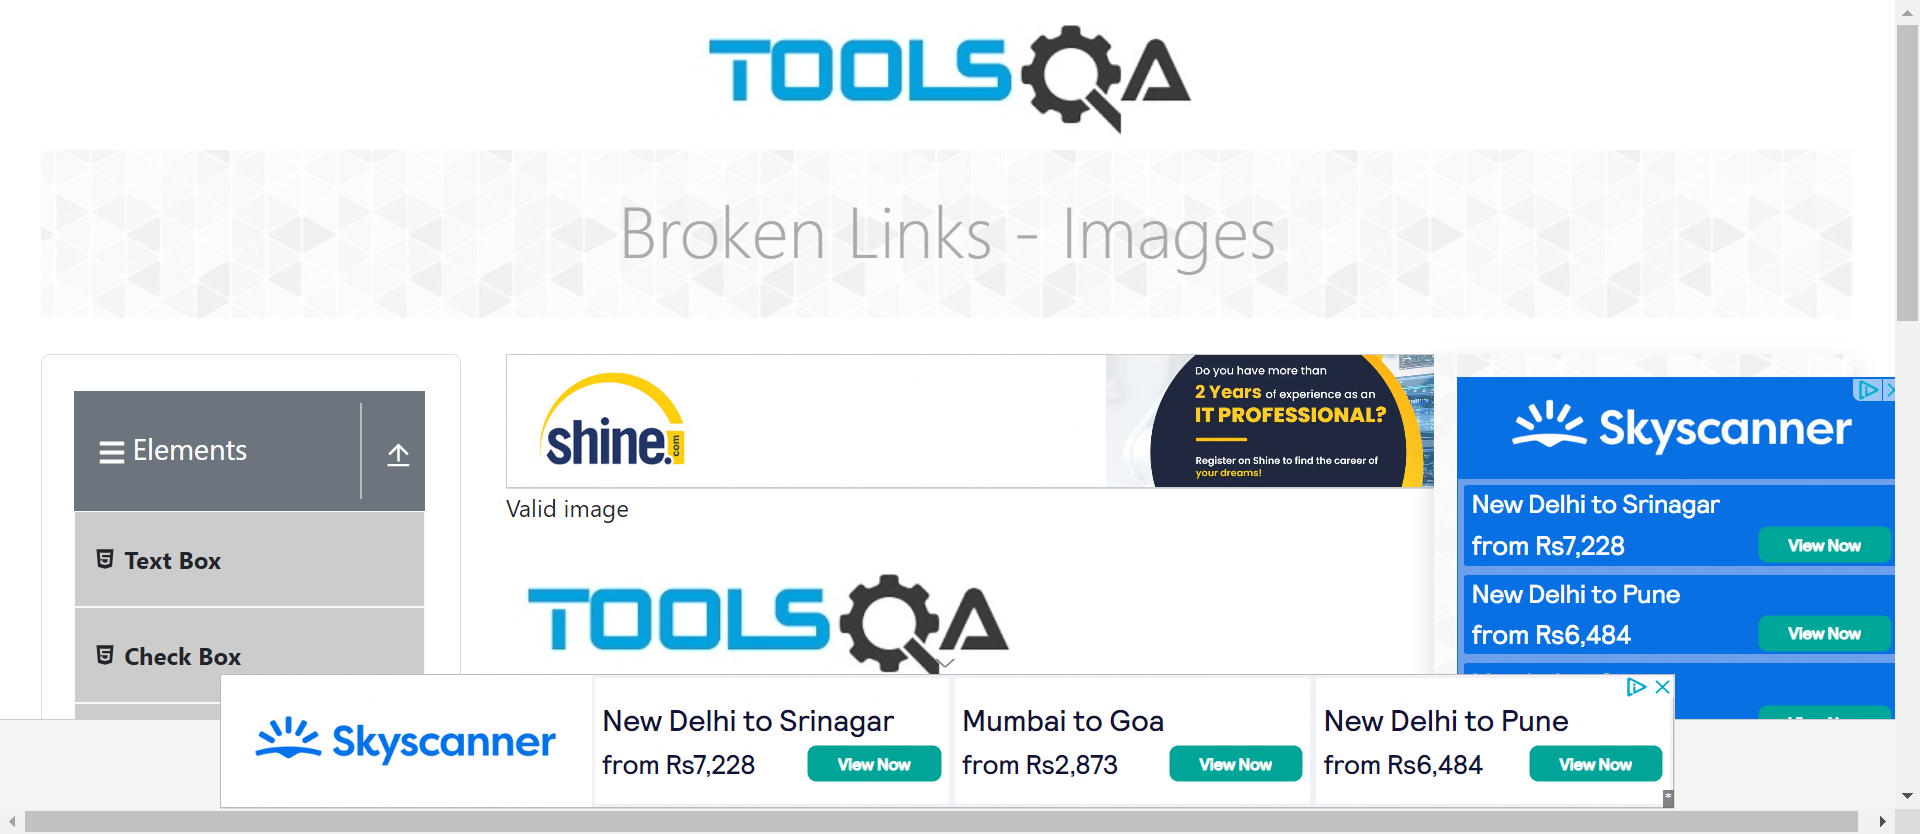 TOOLSQA
Broken Links - Images
Elements
Text Box
Check Box
shine.com
Do you have more than
2 Years of experience as an
IT PROFESSIONAL?
Register on Shine to find the career of
your dreams!
Valid image
TOOLSQA
Skyscanner
New Delhi to Srinagar
from Rs7,228
View Now
New Delhi to Pune
from Rs6,484
View Now
Skyscanner
New Delhi to Srinagar
from Rs7,228
View Now
Mumbai to Goa
from Rs2,873
View Now
New Delhi to Pune
from Rs6,484
View Now